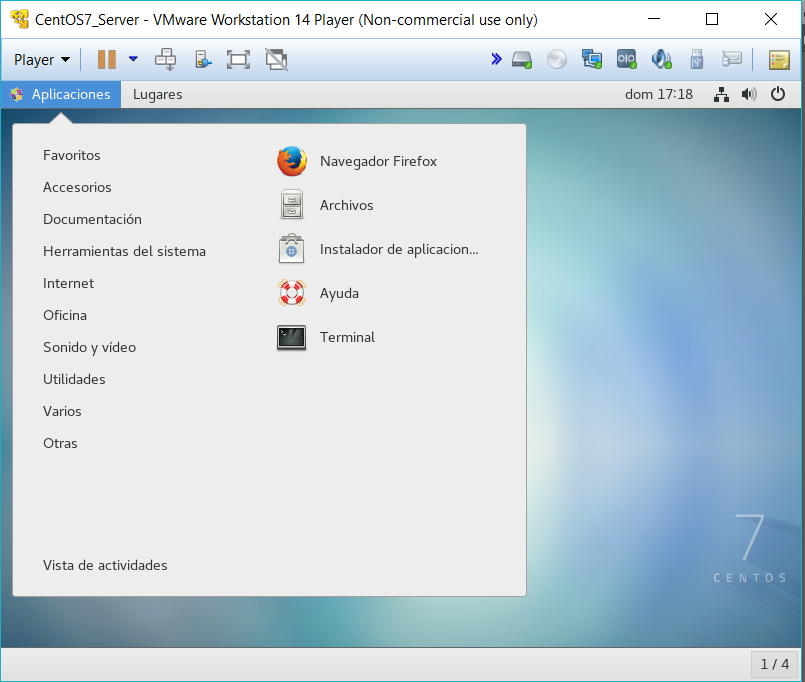 CentOS7_Server - VMware Workstation 14 Player (Non-commercial use only)
Player
Aplicaciones Lugares dom 17:18
Favoritos
Accesorios
Documentación
Herramientas del sistema
Internet
Oficina
Sonido y vídeo
Utilidades
Varios
Otras
Vista de actividades
Navegador Firefox
Archivos
Instalador de aplicacion...
Ayuda
Terminal
7
CENTOS
1 / 4